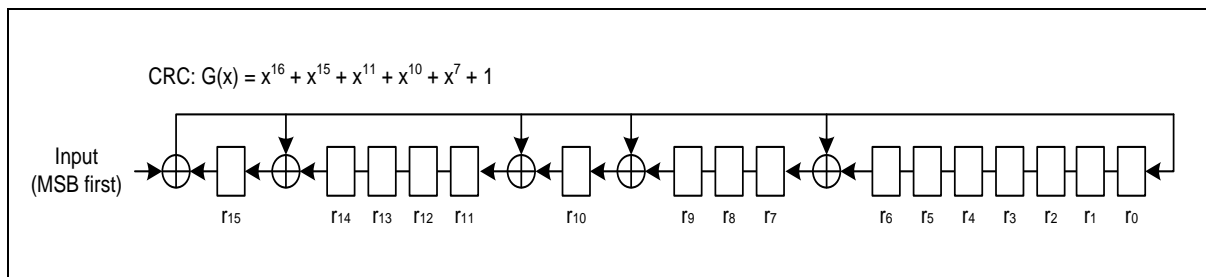 CRC: G(x) = x¹⁶ + x¹⁵ + x¹¹ + x¹⁰ + x⁷ + 1
Input
(MSB first)
r₁₅ r₁₄ r₁₃ r₁₂ r₁₁ r₁₀ r₉ r₈ r₇ r₆ r₅ r₄ r₃ r₂ r₁ r₀